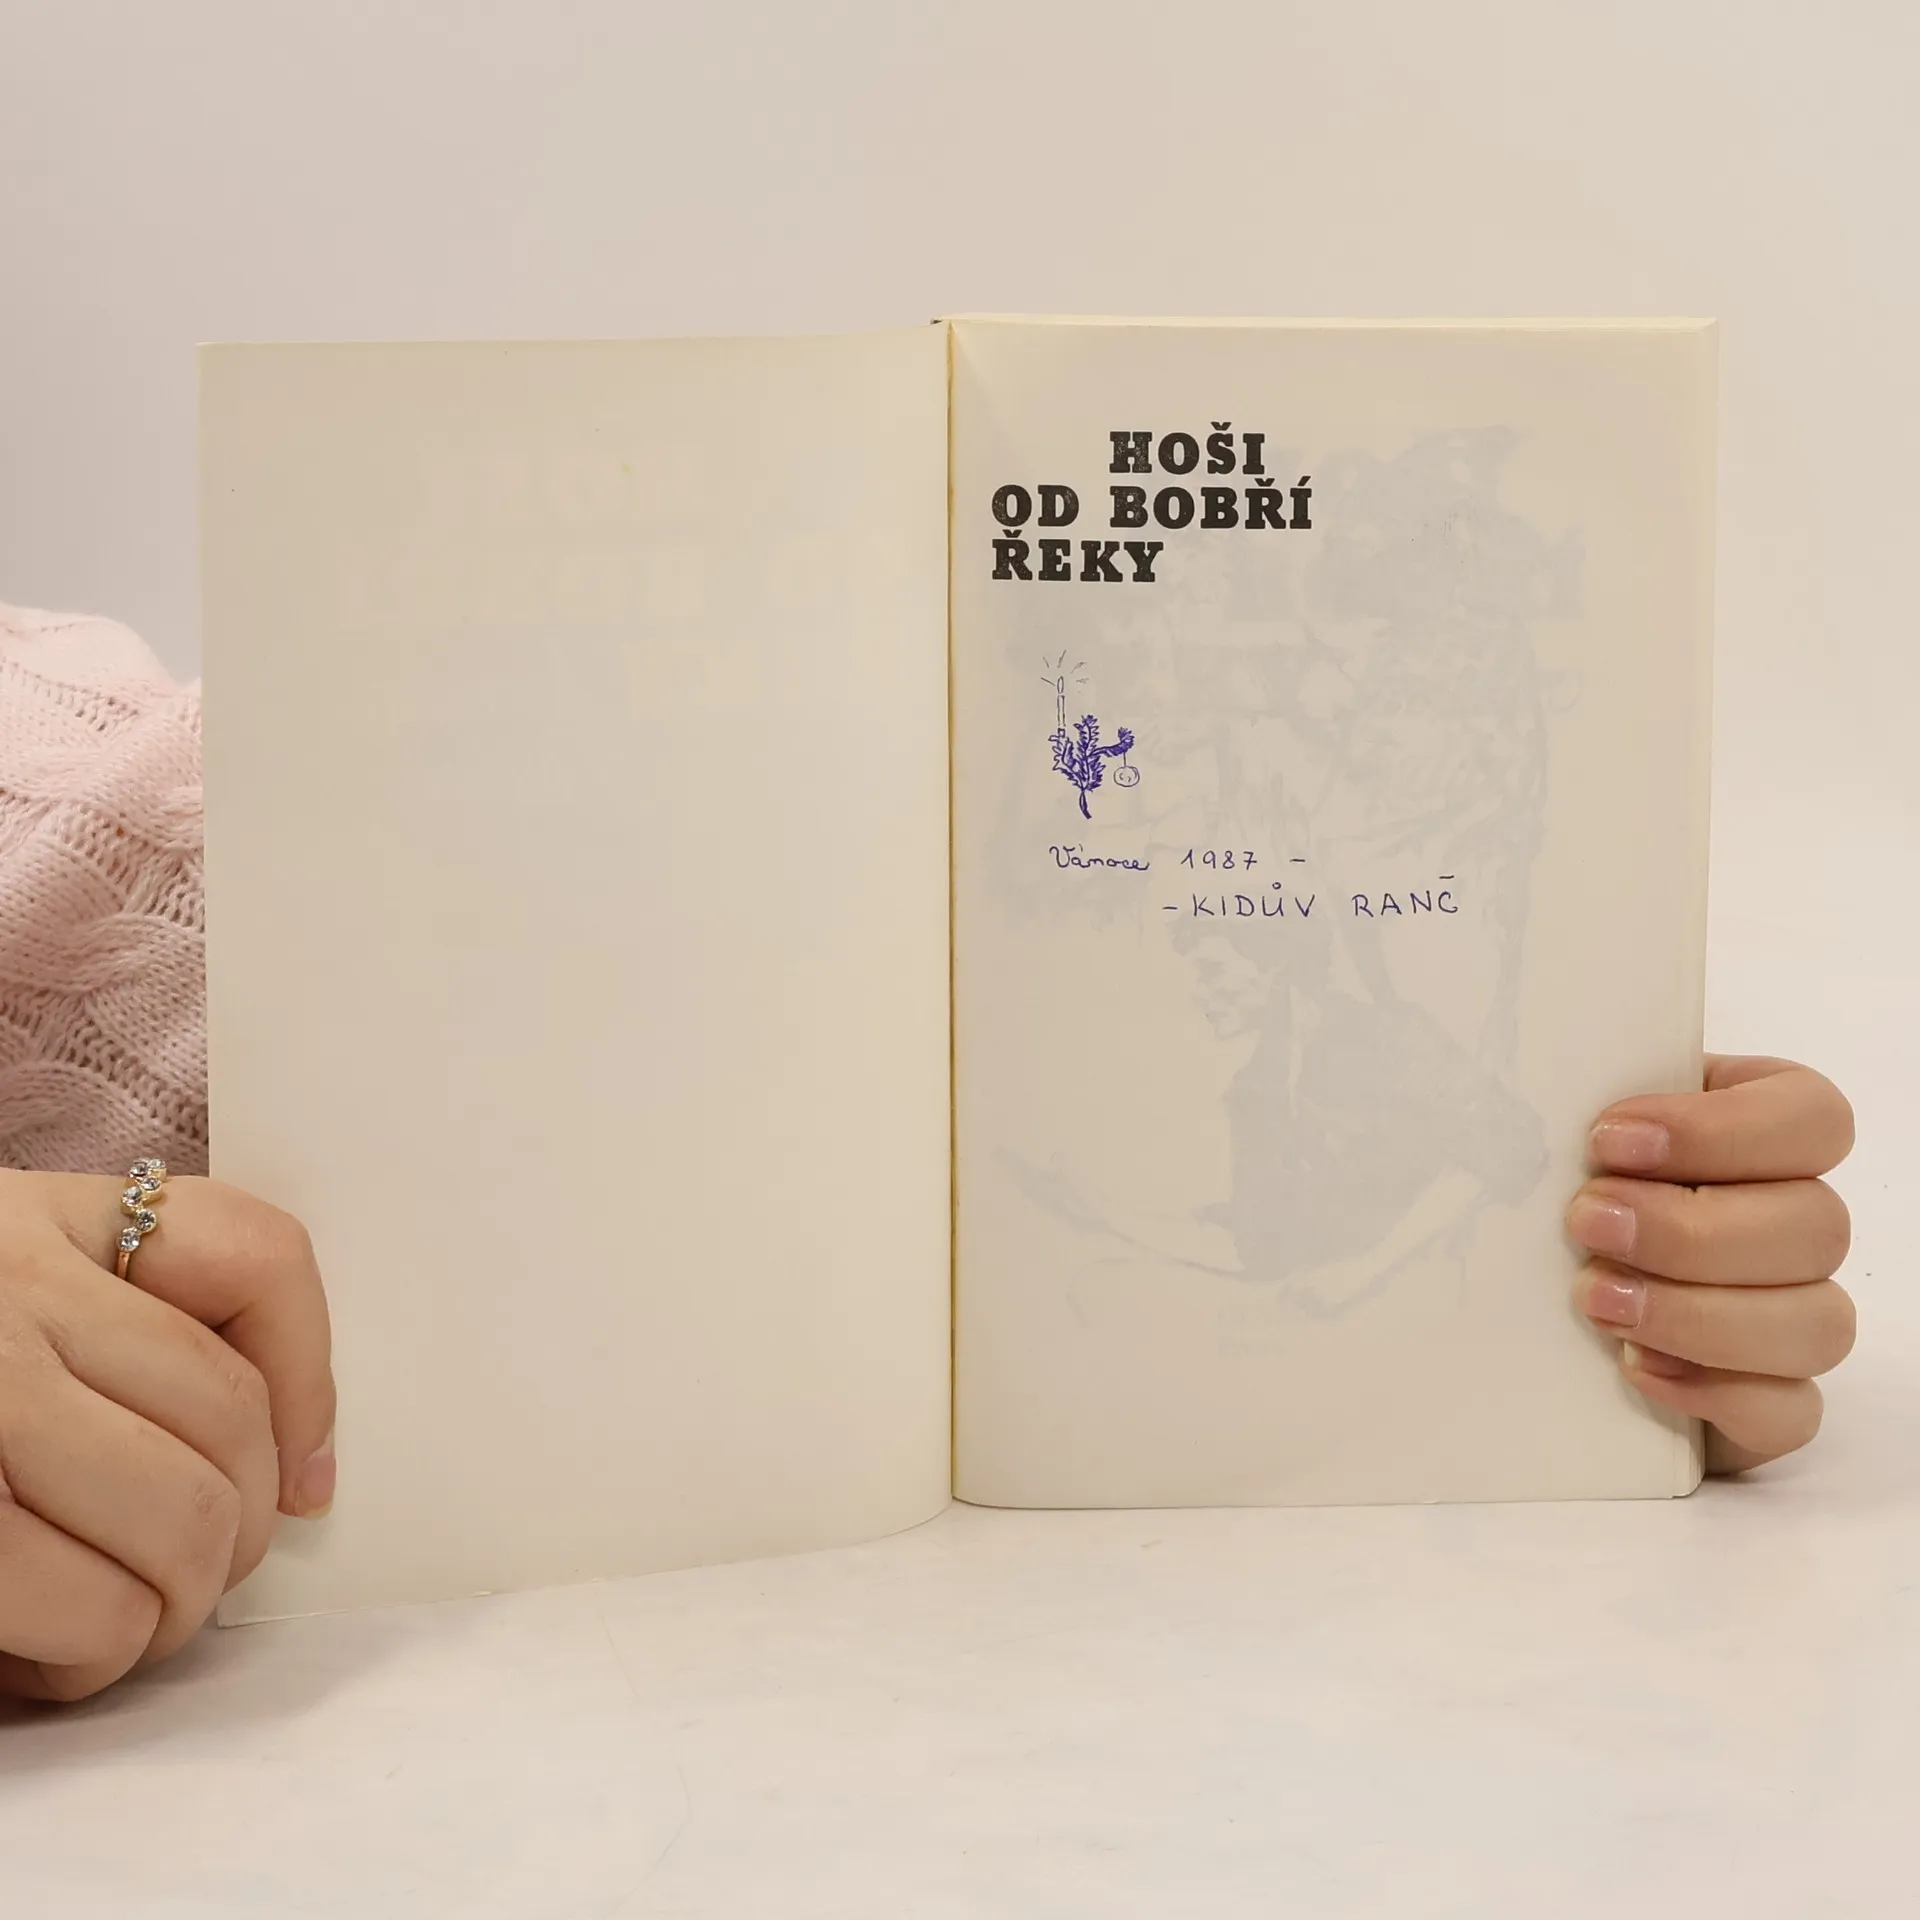 HOŠI
OD BOBŘÍ
ŘEKY
Vánoce 1987 –
– KIDŮV RANČ